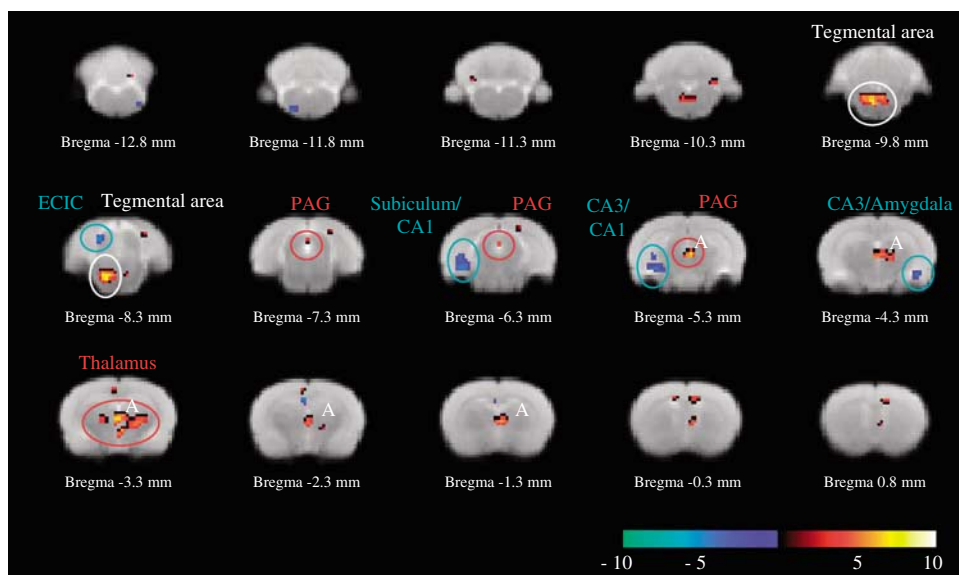 Tegmental area
Bregma -12.8 mm
Bregma -11.8 mm
Bregma -11.3 mm
Bregma -10.3 mm
Bregma -9.8 mm
ECIC
Tegmental area
PAG
Subiculum/
CA1
PAG
CA3/
CA1
PAG
CA3/Amygdala
A
A
Bregma -8.3 mm
Bregma -7.3 mm
Bregma -6.3 mm
Bregma -5.3 mm
Bregma -4.3 mm
Thalamus
A
A
A
Bregma -3.3 mm
Bregma -2.3 mm
Bregma -1.3 mm
Bregma -0.3 mm
Bregma 0.8 mm
- 10
- 5
5
10